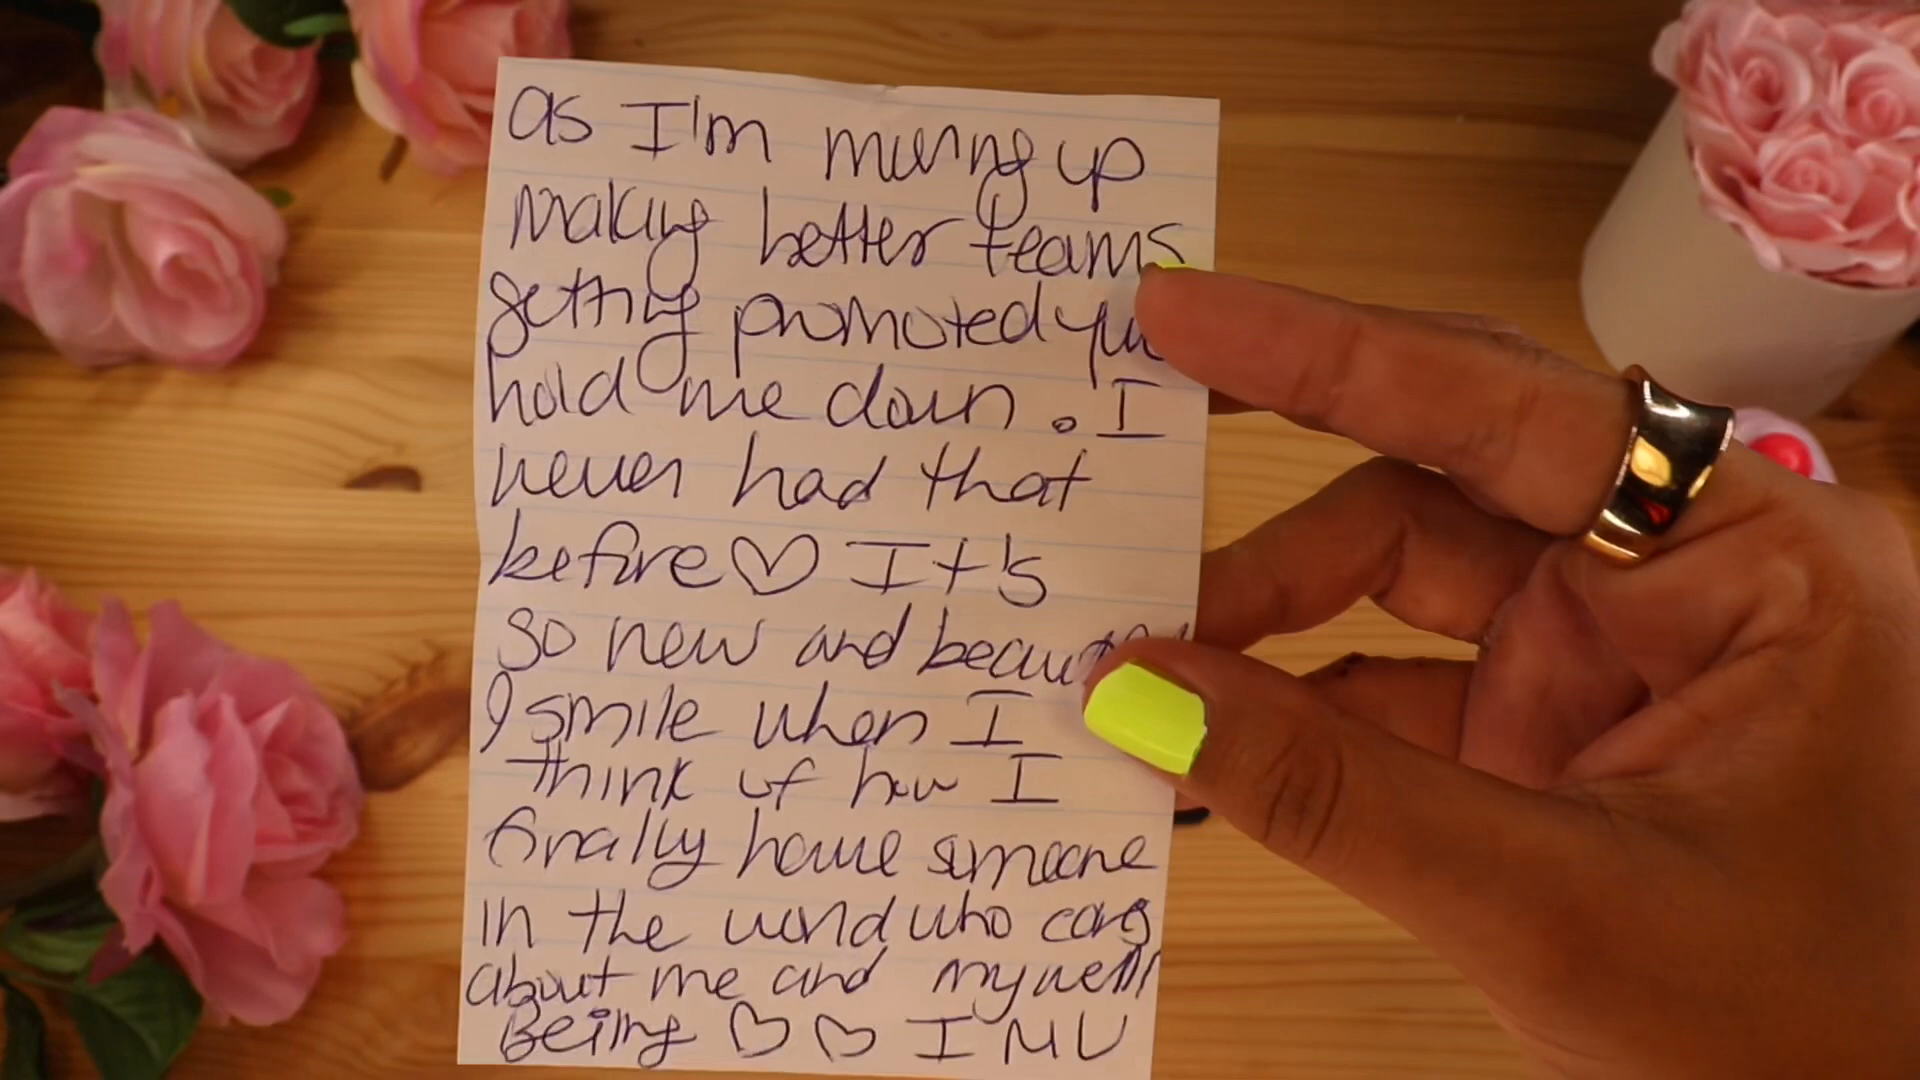 as I'm moving up
making better teams
getting promoted you
hold me down. I
never had that
before ♡ It's
so new and
I smile when I
think of how I
finally have someone
in the world who cares
about me and my well
Being ♡ ♡ I